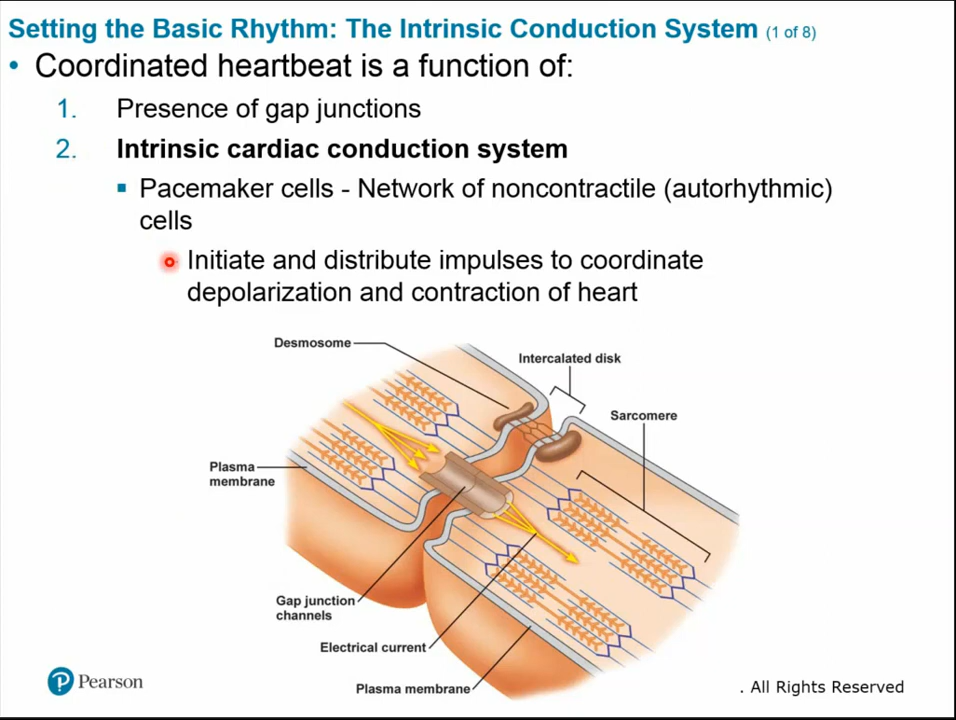 Setting the Basic Rhythm: The Intrinsic Conduction System (1 of 8)
• Coordinated heartbeat is a function of:
1. Presence of gap junctions
2. Intrinsic cardiac conduction system
▪ Pacemaker cells - Network of noncontractile (autorhythmic)
cells
Initiate and distribute impulses to coordinate
depolarization and contraction of heart
Desmosome
Intercalated disk
Sarcomere
Plasma
membrane
Gap junction
channels
Electrical current
Plasma membrane
P Pearson
. All Rights Reserved